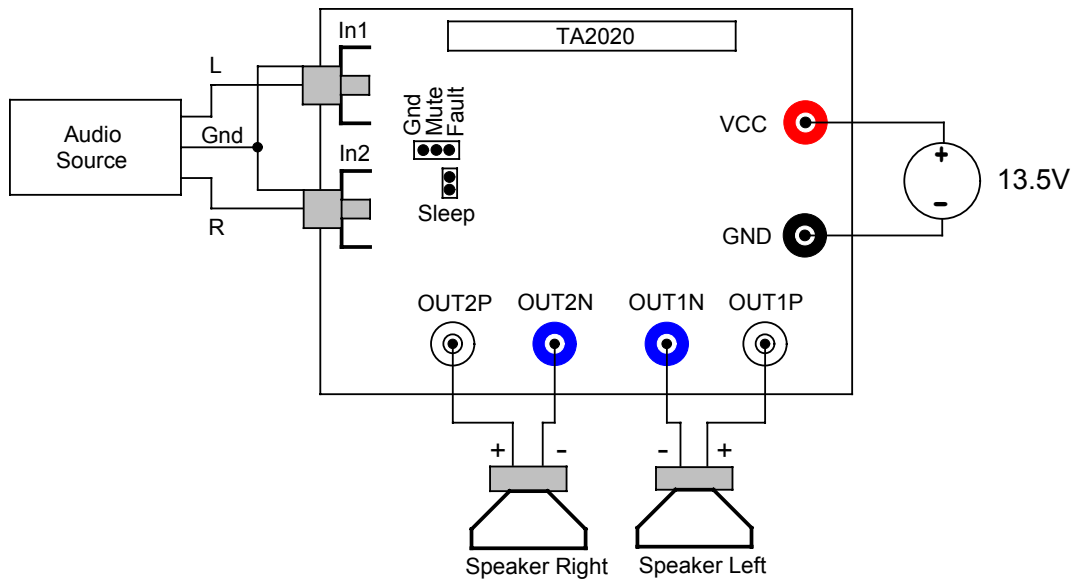 In1
TA2020
L
Gnd
Mute
Fault
Audio
Source
Gnd
VCC
+
13.5V
In2
-
Sleep
R
GND
OUT2P
OUT2N
OUT1N
OUT1P
+
-
-
+
Speaker Right
Speaker Left